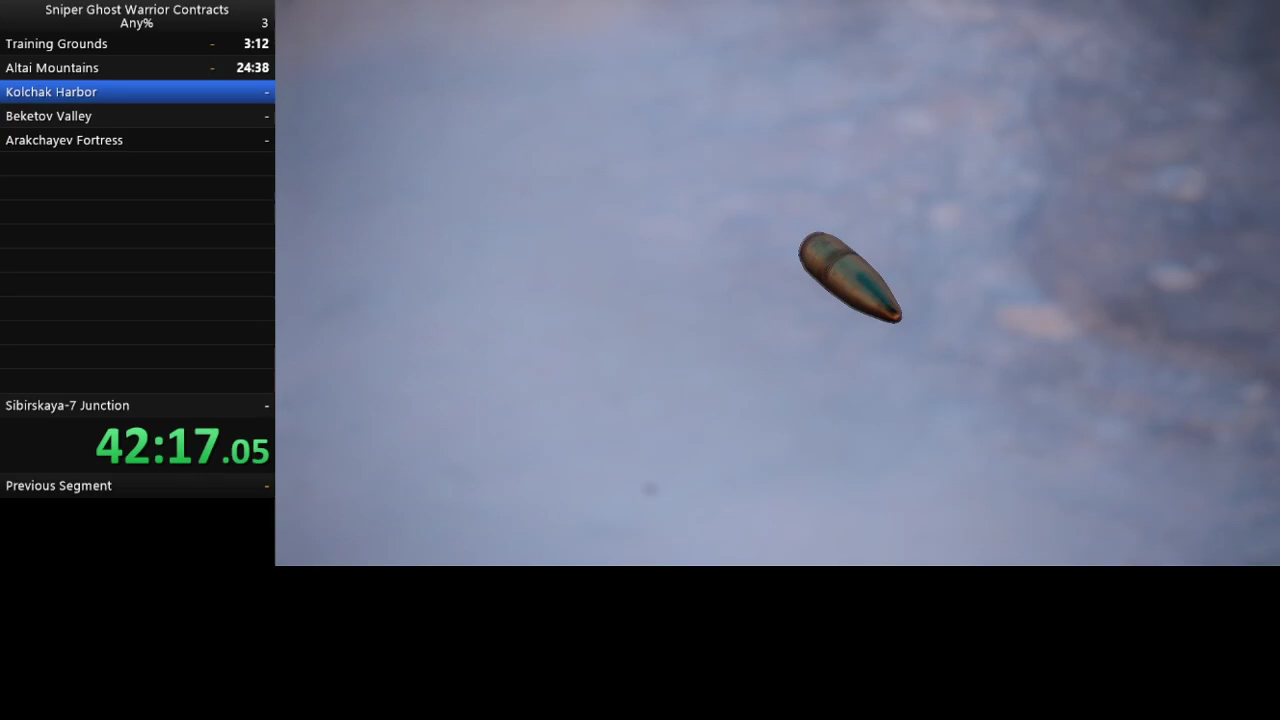 Sniper Ghost Warrior Contracts
Any% 3
Training Grounds - 3:12
Altai Mountains - 24:38
Kolchak Harbor -
Beketov Valley -
Arakchayev Fortress -
Sibirskaya-7 Junction -
42:17.05
Previous Segment -